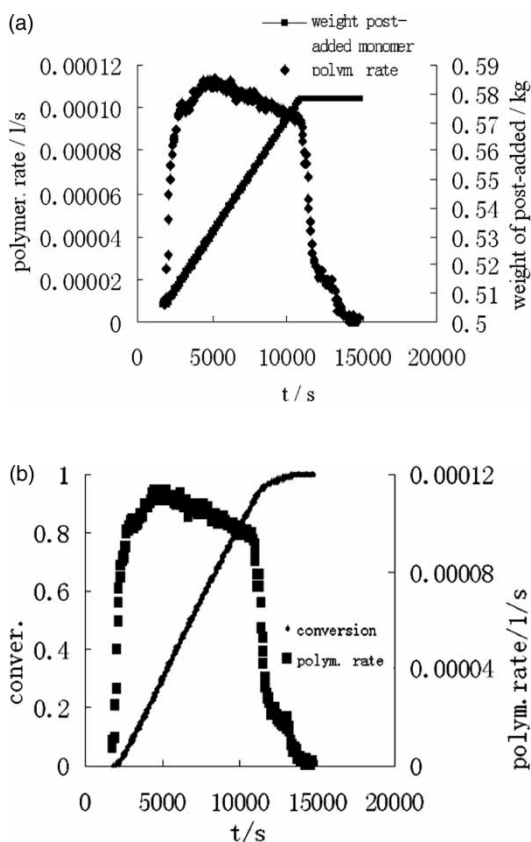 (a)
weight post-
added monomer
polym. rate
0.00012
0.00010
0.00008
0.00006
0.00004
0.00002
0
polymer. rate / l/s
0.59
0.58
0.57
0.56
0.55
0.54
0.53
0.52
0.51
0.5
weight of post-added / kg
0 5000 10000 15000 20000
t / s
(b)
1
0.8
0.6
0.4
0.2
0
conver.
conversion
polym. rate
0.00012
0.00008
0.00004
0
polym. rate/l/s
0 5000 10000 15000 20000
t/s